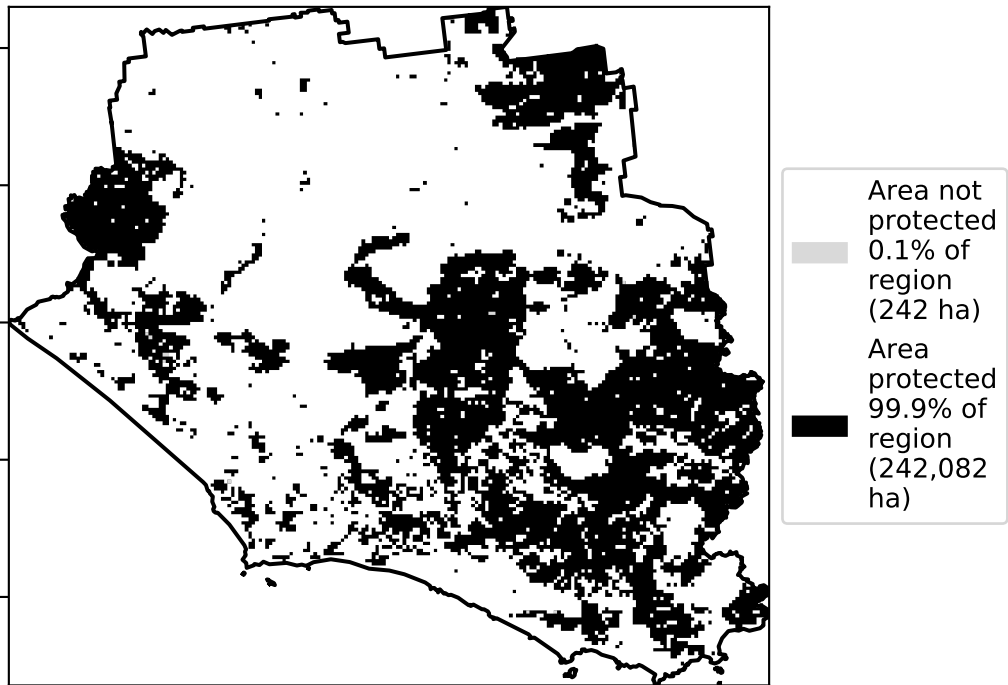 Area not
protected
0.1% of
region
(242 ha)
Area
protected
99.9% of
region
(242,082
ha)